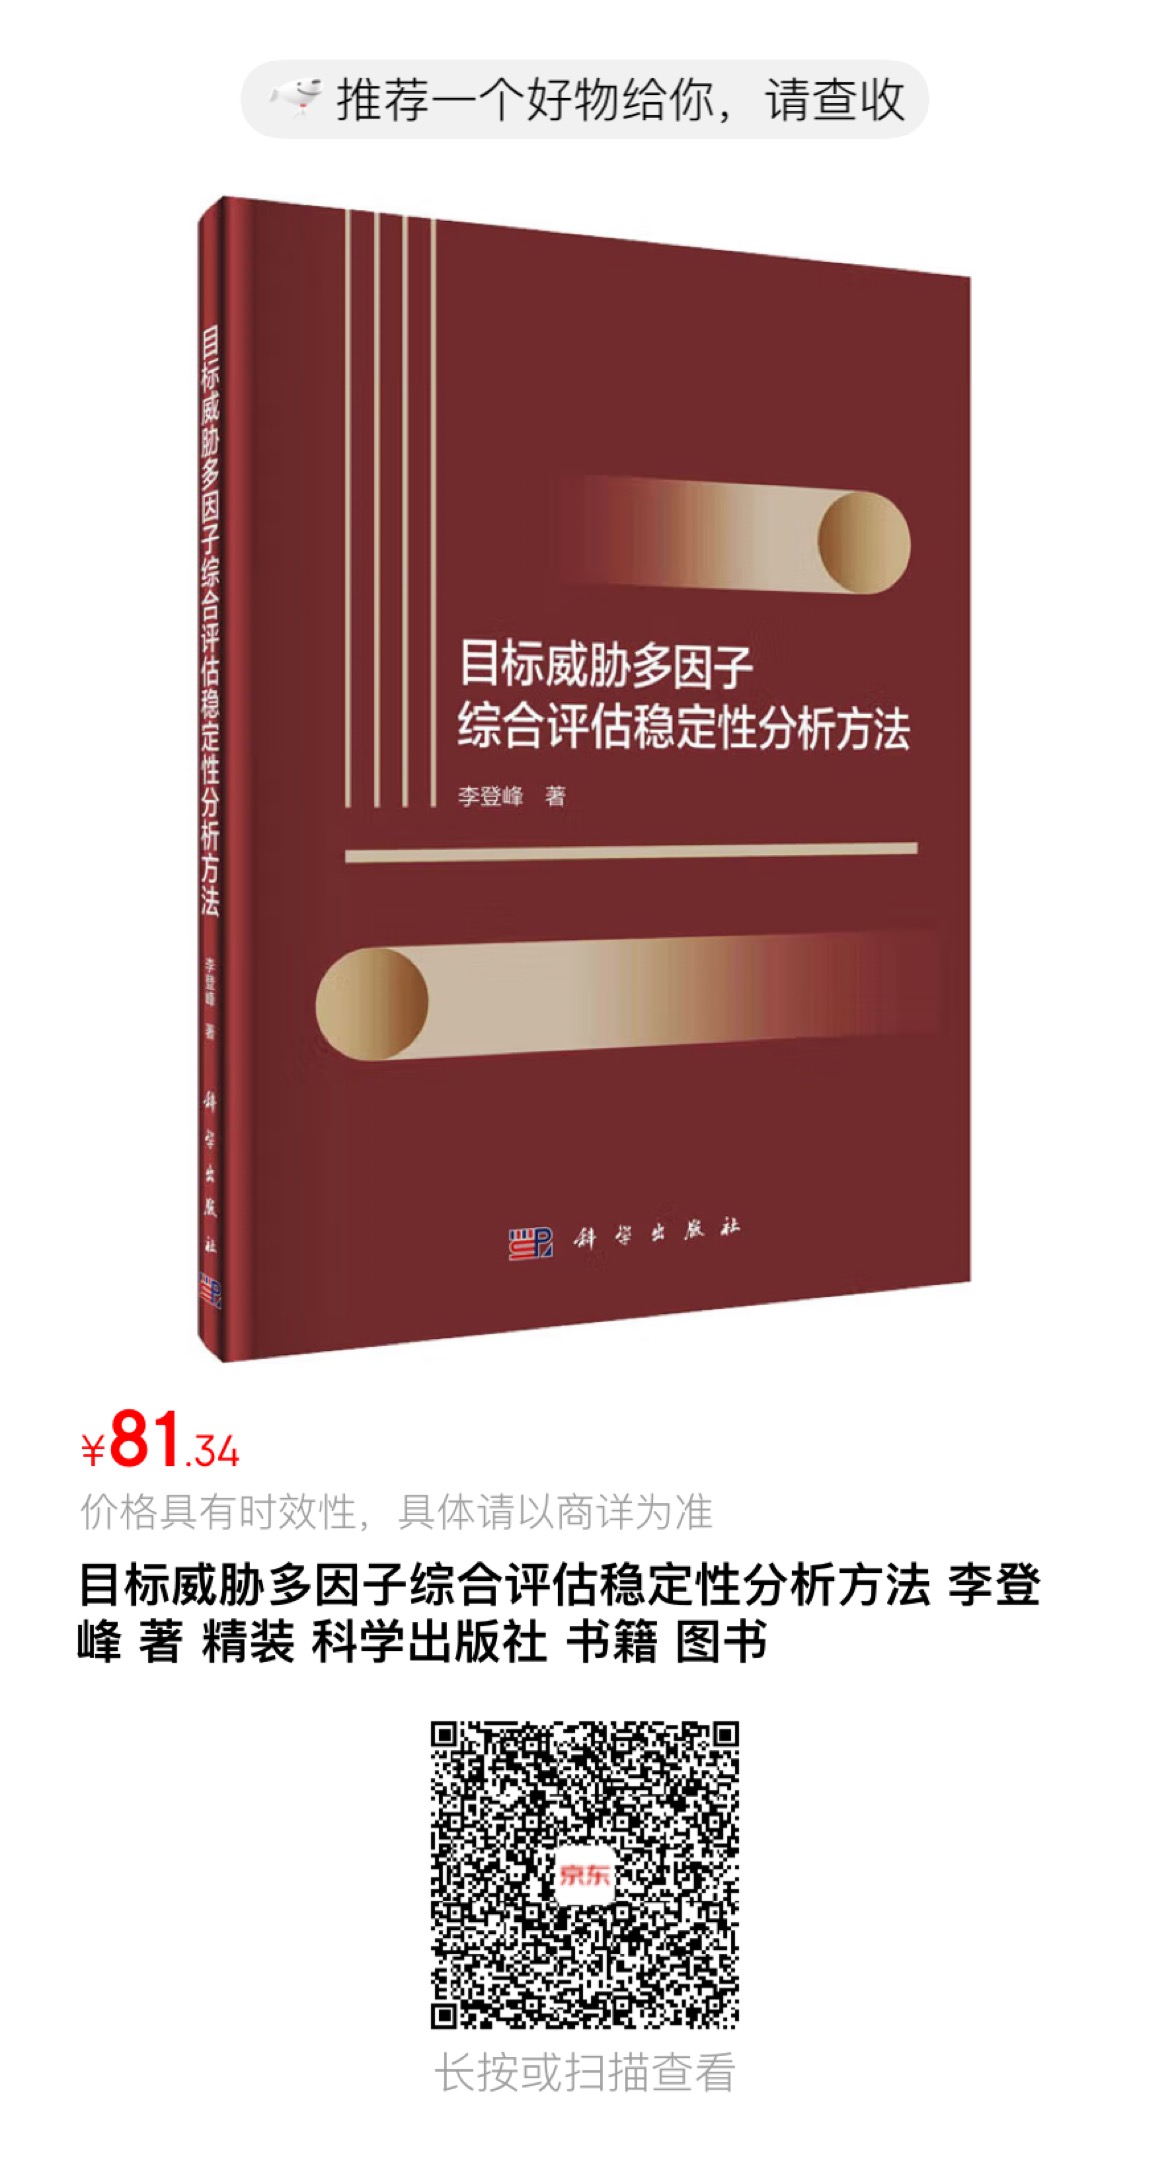 推荐一个好物给你，请查收
目标威胁多因子综合评估稳定性分析方法
李登峰 著
科学出版社
目标威胁多因子
综合评估稳定性分析方法
李登峰 著
科学出版社
¥81.34
价格具有时效性，具体请以商详为准
目标威胁多因子综合评估稳定性分析方法 李登
峰 著 精装 科学出版社 书籍 图书
京东
长按或扫描查看